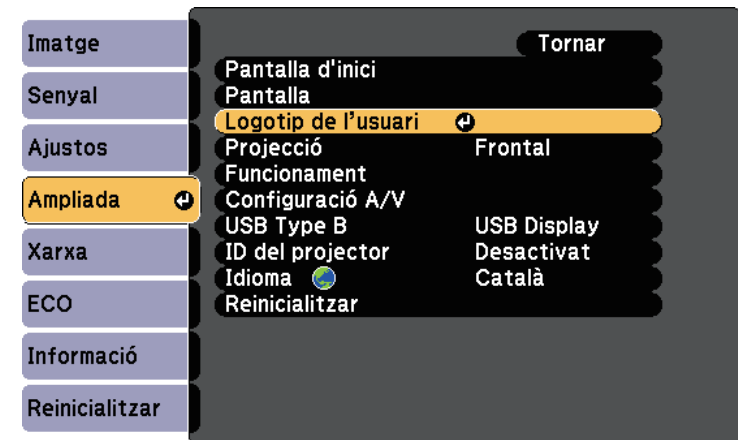 Imatge
Senyal
Ajustos
Ampliada
Xarxa
ECO
Informació
Reinicialitzar
Tornar
Pantalla d'inici
Pantalla
Logotip de l’usuari
Projecció Frontal
Funcionament
Configuració A/V
USB Type B USB Display
ID del projector Desactivat
Idioma Català
Reinicialitzar